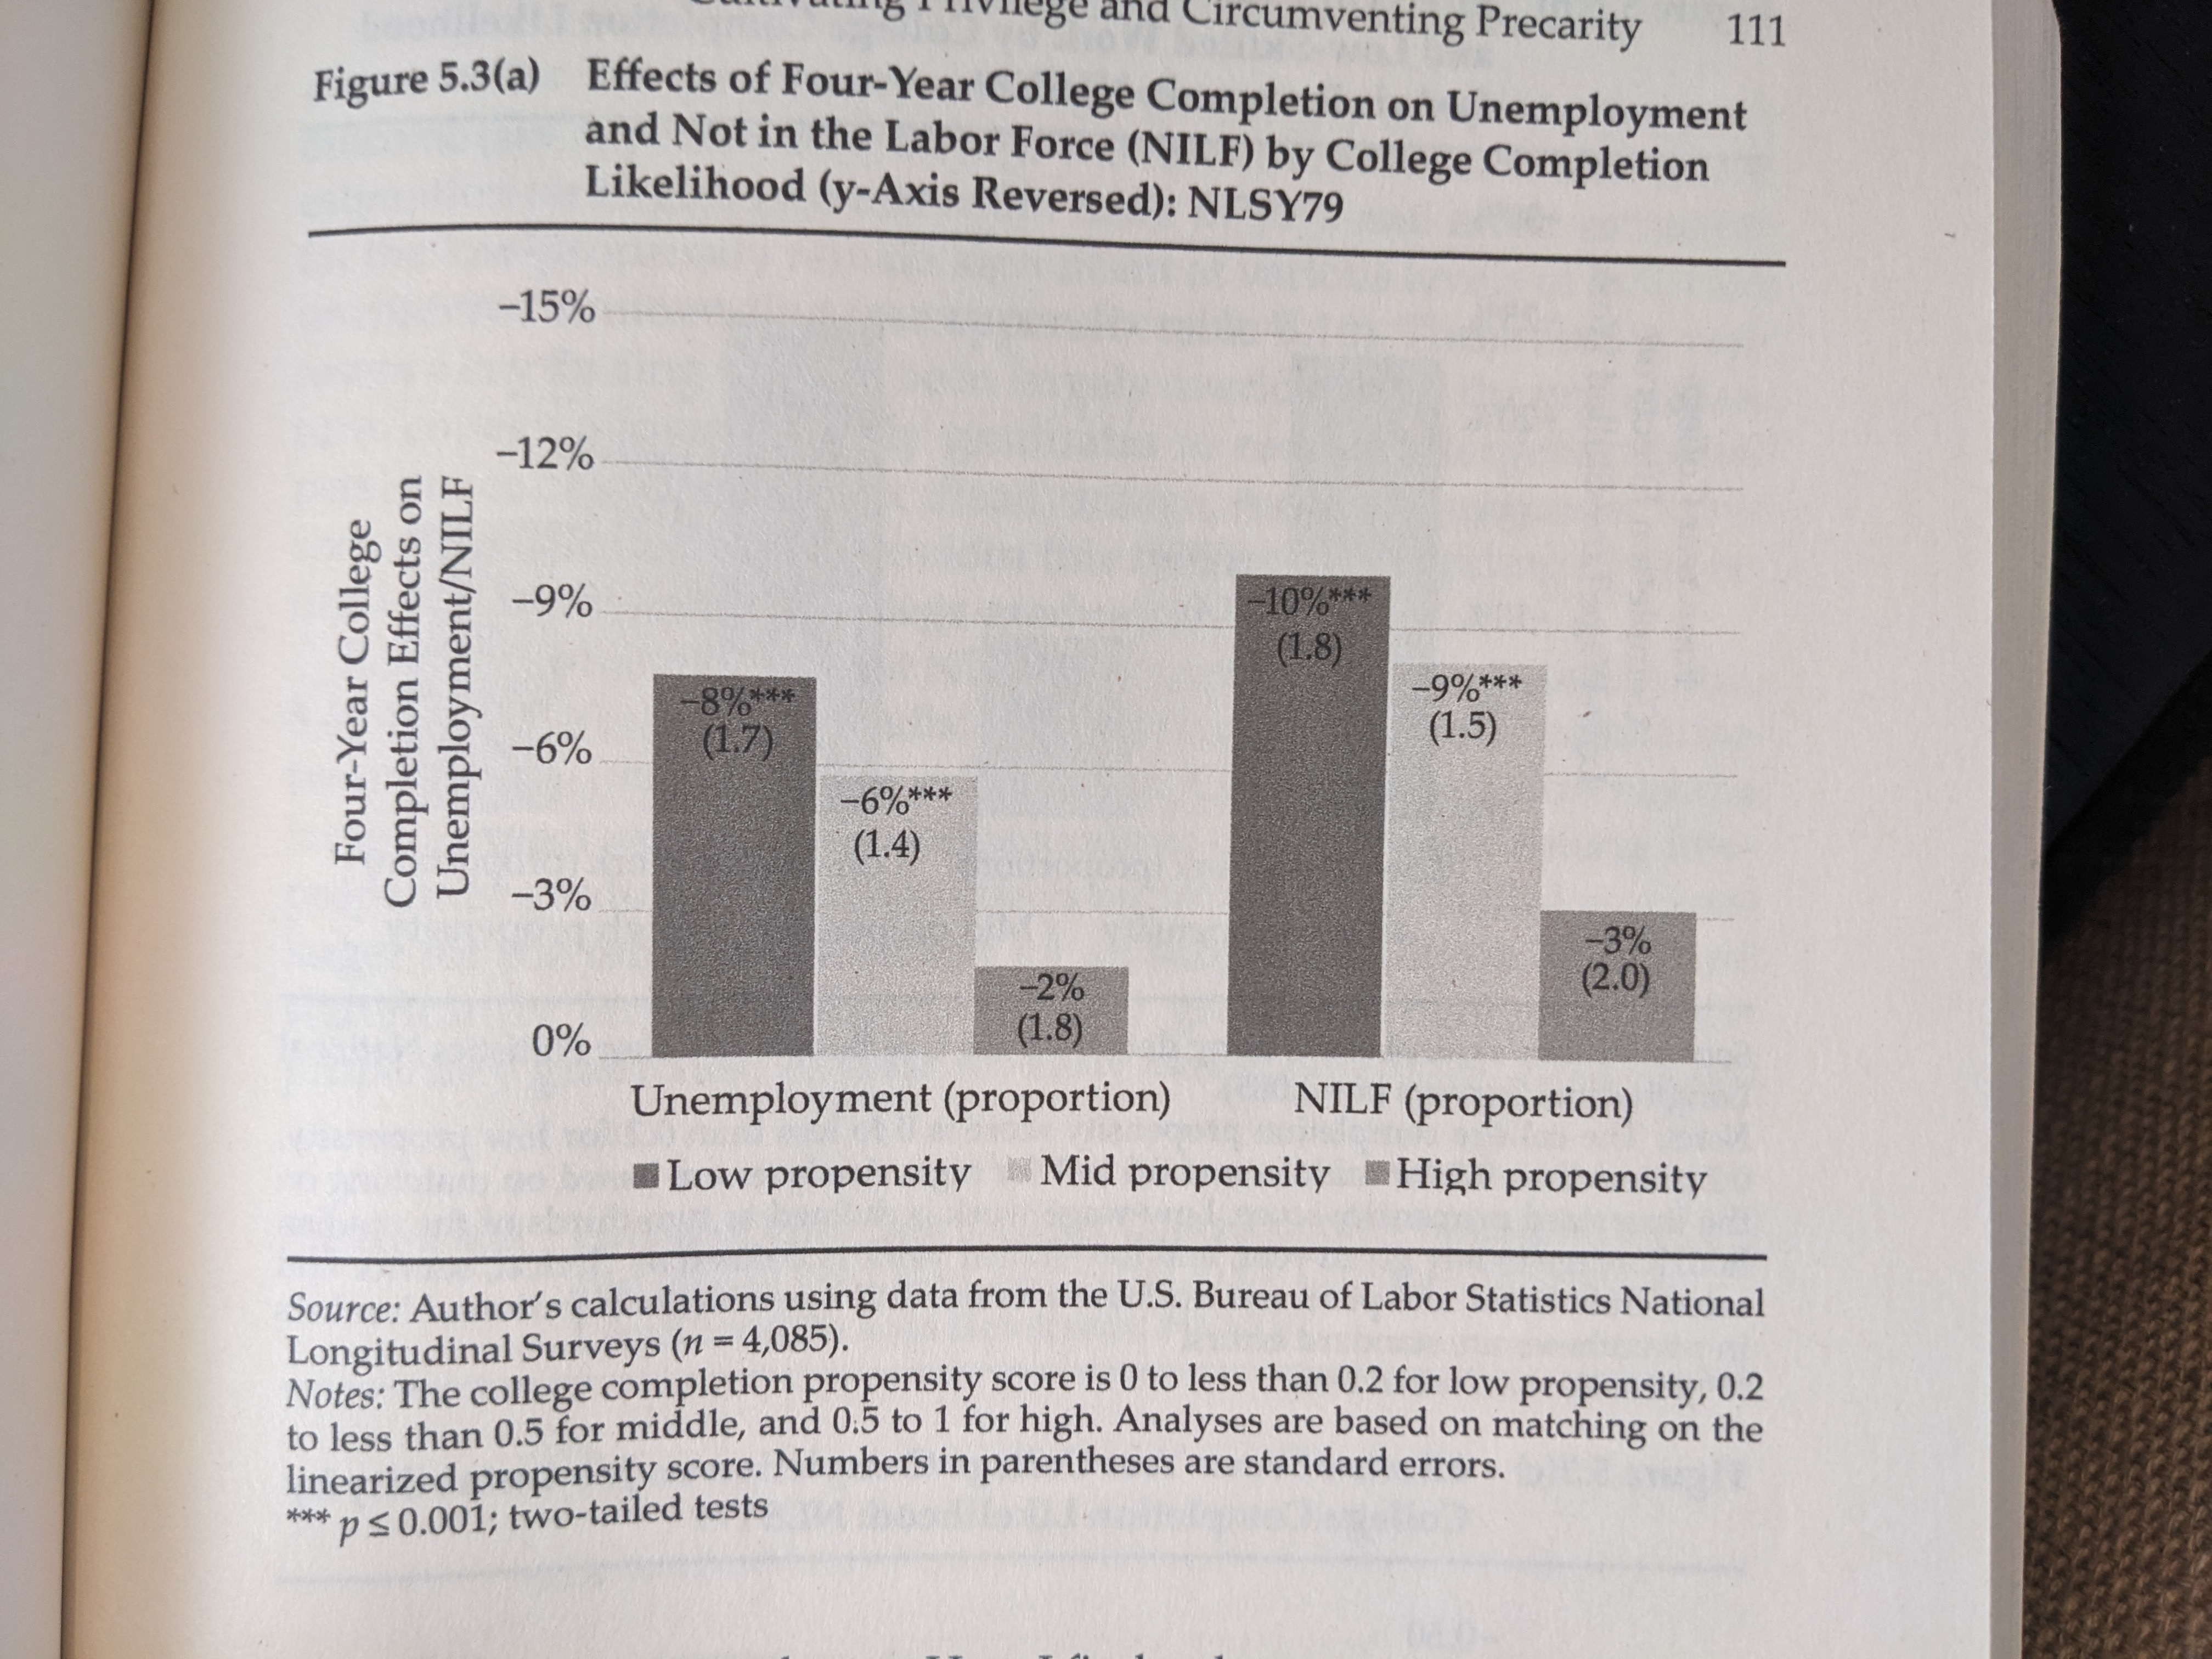 Privilege and Circumventing Precarity 111
Figure 5.3(a) Effects of Four-Year College Completion on Unemployment
and Not in the Labor Force (NILF) by College Completion
Likelihood (y-Axis Reversed): NLSY79
Four-Year College
Completion Effects on
Unemployment/NILF
–15%
–12%
–9%
–6%
–3%
0%
–8%***
(1.7)
–6%***
(1.4)
–2%
(1.8)
–10%***
(1.8)
–9%***
(1.5)
–3%
(2.0)
Unemployment (proportion) NILF (proportion)
Low propensity Mid propensity High propensity
Source: Author's calculations using data from the U.S. Bureau of Labor Statistics National
Longitudinal Surveys (n = 4,085).
Notes: The college completion propensity score is 0 to less than 0.2 for low propensity, 0.2
to less than 0.5 for middle, and 0.5 to 1 for high. Analyses are based on matching on the
linearized propensity score. Numbers in parentheses are standard errors.
*** p ≤ 0.001; two-tailed tests